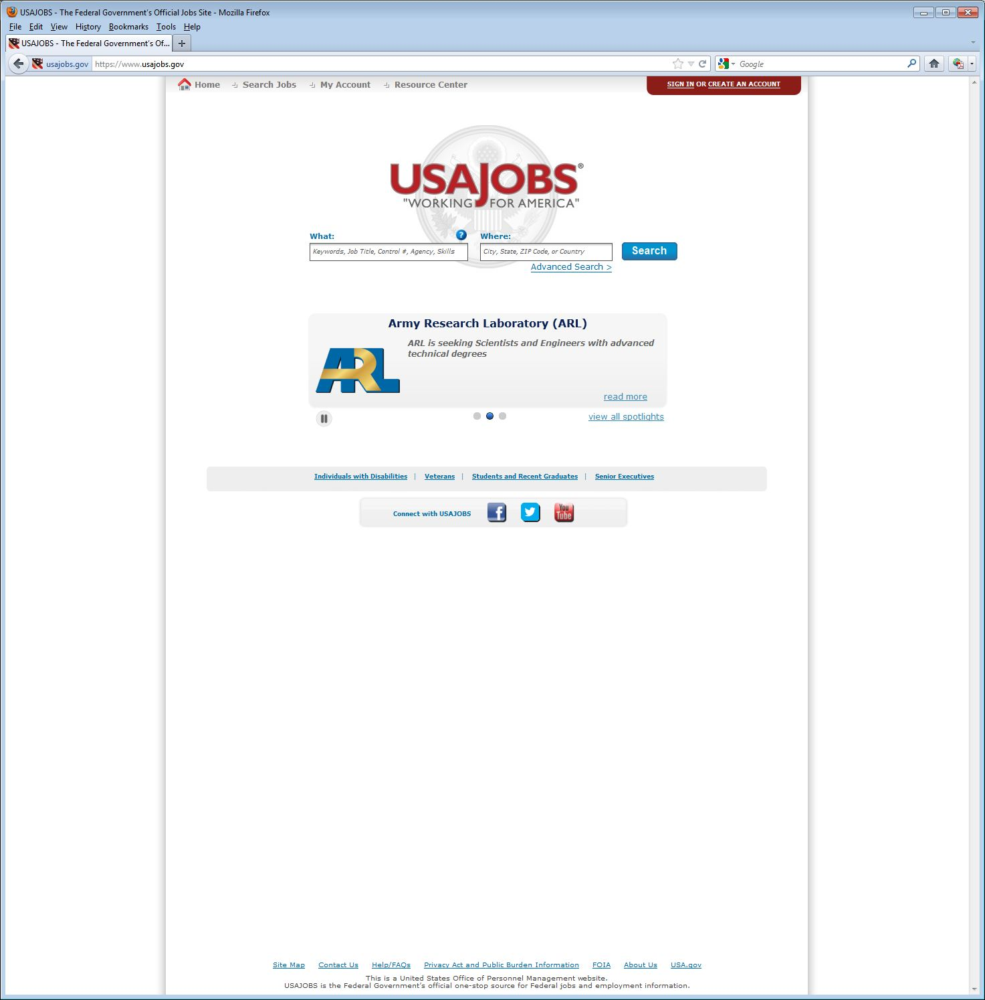 USAJOBS - The Federal Government's Official Jobs Site - Mozilla Firefox
File Edit View History Bookmarks Tools Help
USAJOBS - The Federal Government's Of...
usajobs.gov https://www.usajobs.gov Google
Home Search Jobs My Account Resource Center SIGN IN OR CREATE AN ACCOUNT
USAJOBS®
"WORKING FOR AMERICA"
What: ? Where:
Keywords, Job Title, Control #, Agency, Skills City, State, ZIP Code, or Country Search
Advanced Search >
Army Research Laboratory (ARL)
ARL is seeking Scientists and Engineers with advanced
technical degrees
ARL
read more
view all spotlights
Individuals with Disabilities | Veterans | Students and Recent Graduates | Senior Executives
Connect with USAJOBS f You Tube
Site Map Contact Us Help/FAQs Privacy Act and Public Burden Information FOIA About Us USA.gov
This is a United States Office of Personnel Management website.
USAJOBS is the Federal Government's official one-stop source for Federal jobs and employment information.